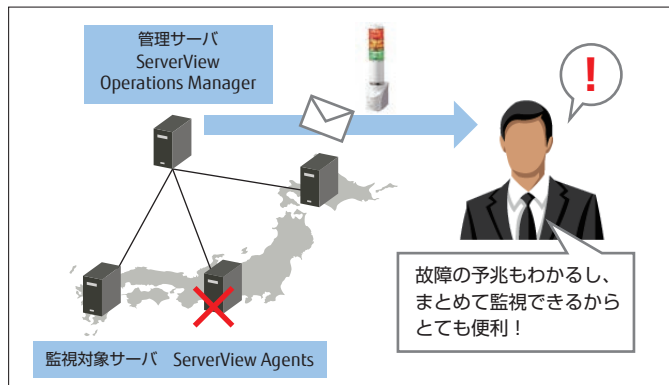 管理サーバ
ServerView
Operations Manager
!
故障の予兆もわかるし、
まとめて監視できるから
とても便利！
監視対象サーバ　ServerView Agents